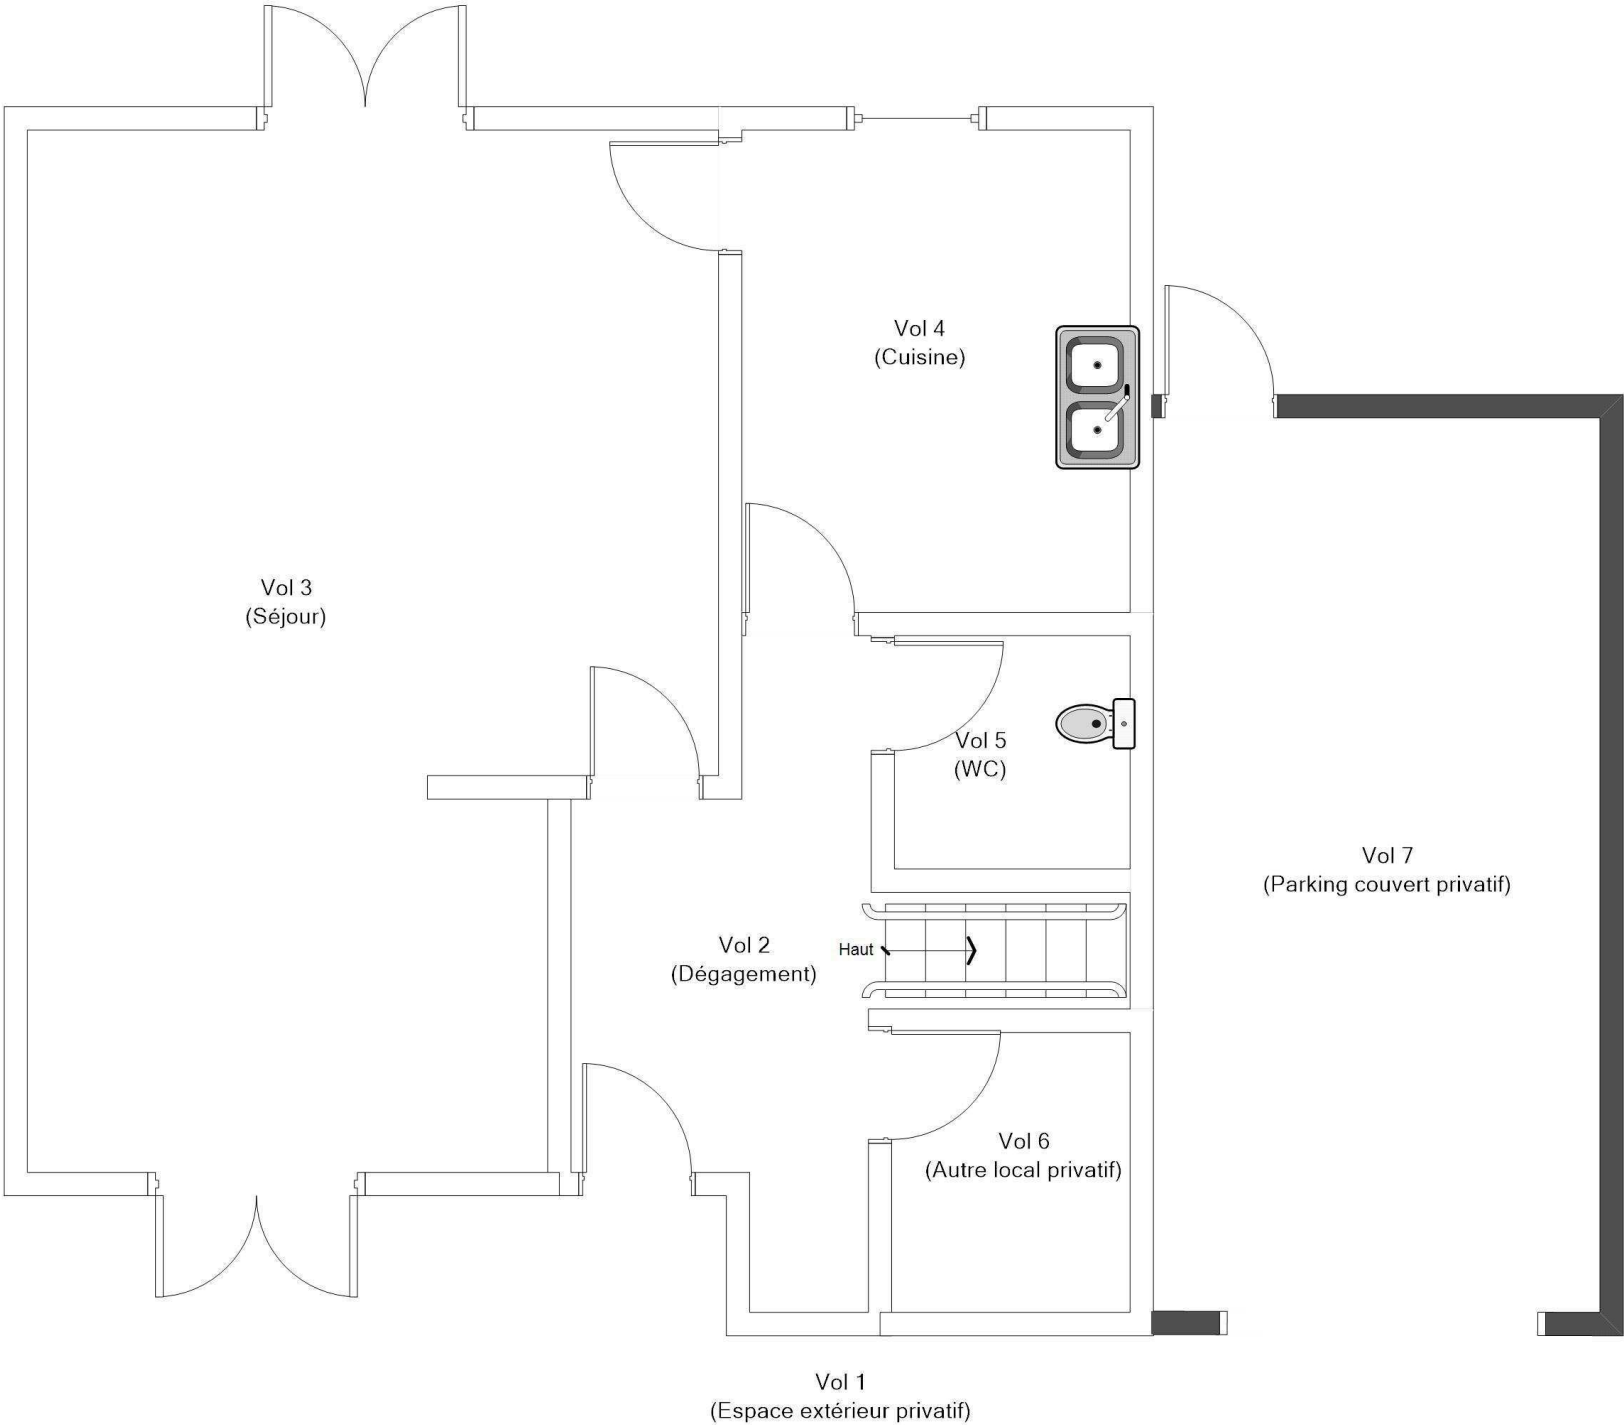 Vol 4
(Cuisine)
Vol 3
(Séjour)
Vol 5
(WC)
Vol 7
(Parking couvert privatif)
Vol 2
(Dégagement)
Haut
Vol 6
(Autre local privatif)
Vol 1
(Espace extérieur privatif)